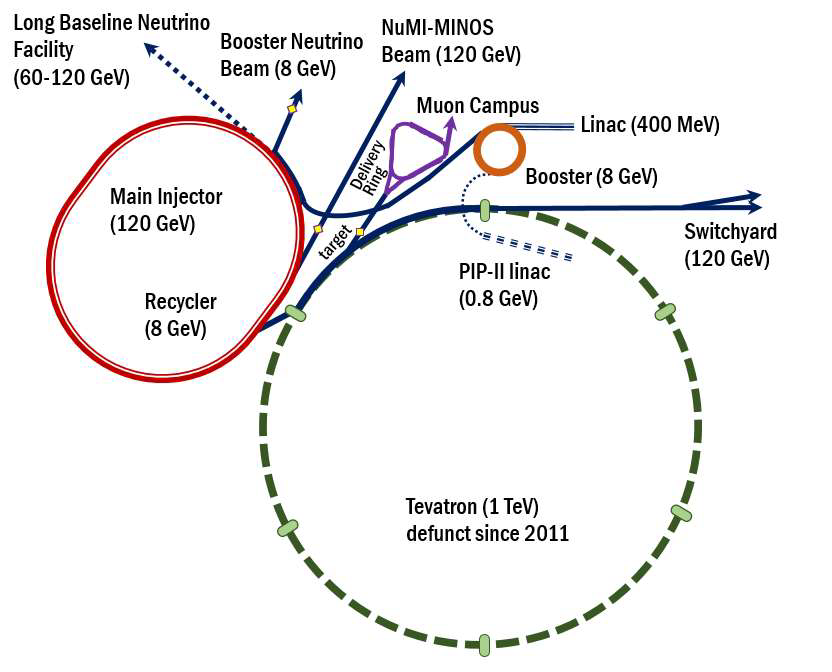 Long Baseline Neutrino
Facility
(60-120 GeV)
Booster Neutrino
Beam (8 GeV)
NuMI-MINOS
Beam (120 GeV)
Muon Campus
Linac (400 MeV)
Delivery
Ring
Booster (8 GeV)
Main Injector
(120 GeV)
target
Switchyard
(120 GeV)
PIP-II linac
(0.8 GeV)
Recycler
(8 GeV)
Tevatron (1 TeV)
defunct since 2011